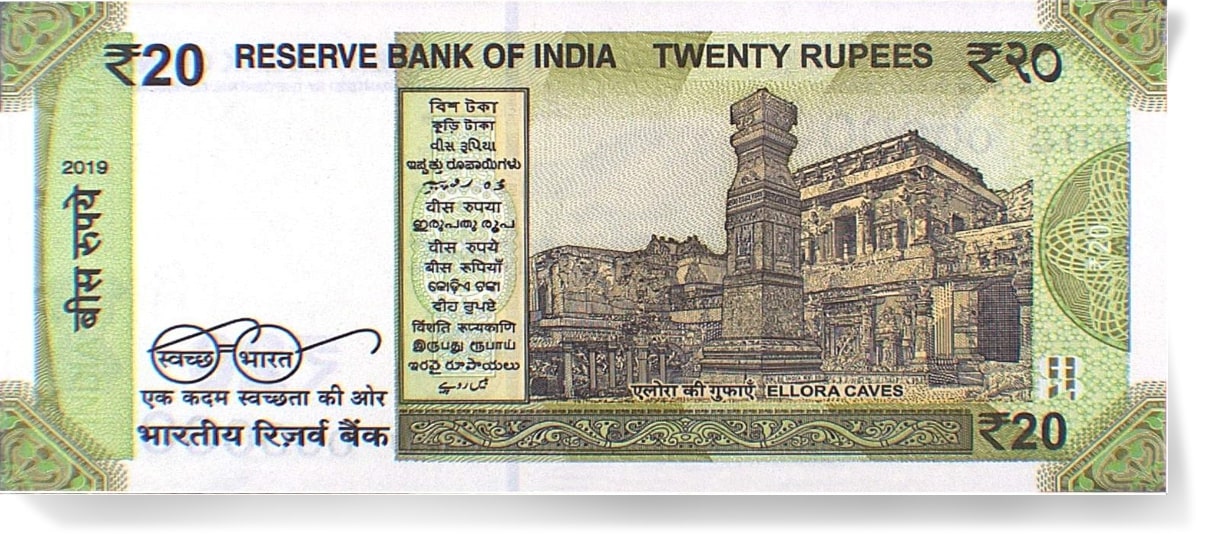 ₹20 RESERVE BANK OF INDIA TWENTY RUPEES ₹२०
2019
बीस रुपये
বিশ টকা
কুড়ি টাকা
વીસ રૂપિયા
ಇಪ್ಪತ್ತು ರೂಪಾಯಿಗಳು
वीस रुपया
ഇരുപതു രൂപ
वीस रुपये
बीस रुपियाँ
କୋଡ଼ିଏ ଟଙ୍କା
ਵੀਹ ਰੁਪਏ
विंशति रूप्यकाणि
இருபது ரூபாய்
ఇరవై రూపాయలు
بیس روپے
₹20
स्वच्छ भारत
एक कदम स्वच्छता की ओर
भारतीय रिज़र्व बैंक
एलोरा की गुफाएँ ELLORA CAVES
₹20